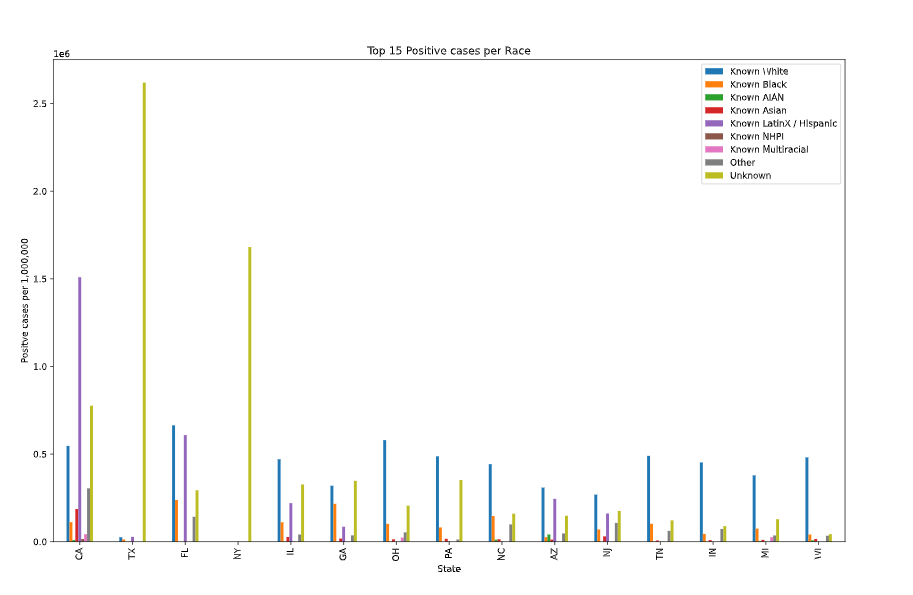 Top 15 Positive cases per Race
1e6
2.5
2.0
1.5
1.0
0.5
0.0
Positve cases per 1,000,000
Known White
Known Black
Known AIAN
Known Asian
Known LatinX / Hispanic
Known NHPI
Known Multiracial
Other
Unknown
CA TX FL NY IL GA OH PA NC AZ NJ TN IN MI WI
State